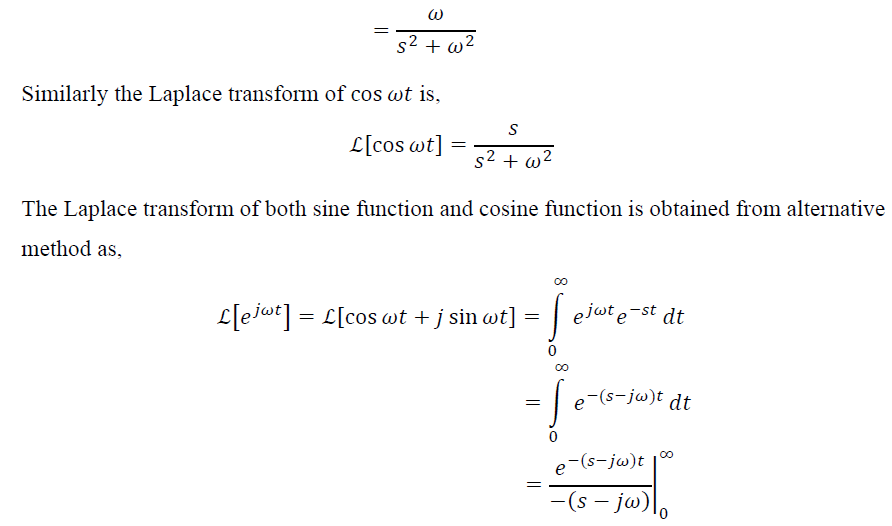 = ω / (s² + ω²)
Similarly the Laplace transform of cos ωt is,
ℒ[cos ωt] = s / (s² + ω²)
The Laplace transform of both sine function and cosine function is obtained from alternative
method as,
ℒ[e^{jωt}] = ℒ[cos ωt + j sin ωt] = ∫₀^∞ e^{jωt} e^{−st} dt
= ∫₀^∞ e^{−(s−jω)t} dt
= e^{−(s−jω)t} / −(s − jω) |₀^∞